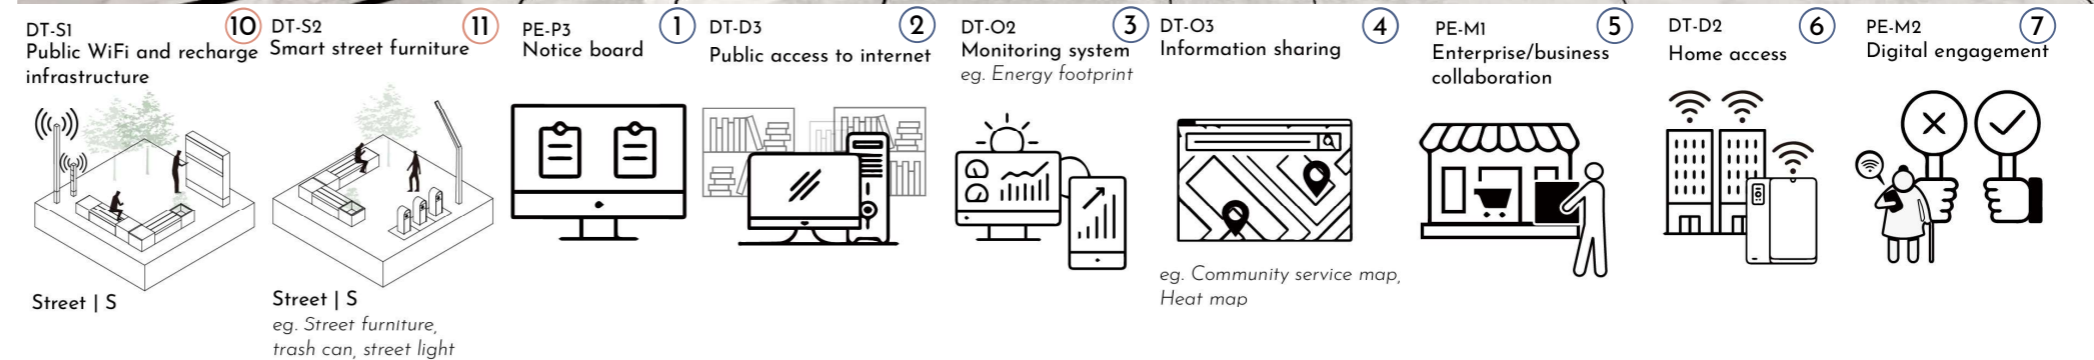 DT-S1
10
Public WiFi and recharge
infrastructure
Street | S
DT-S2
11
Smart street furniture
Street | S
eg. Street furniture,
trash can, street light
PE-P3
1
Notice board
DT-D3
2
Public access to internet
DT-O2
3
Monitoring system
eg. Energy footprint
DT-O3
4
Information sharing
eg. Community service map,
Heat map
PE-M1
5
Enterprise/business
collaboration
DT-D2
6
Home access
PE-M2
7
Digital engagement